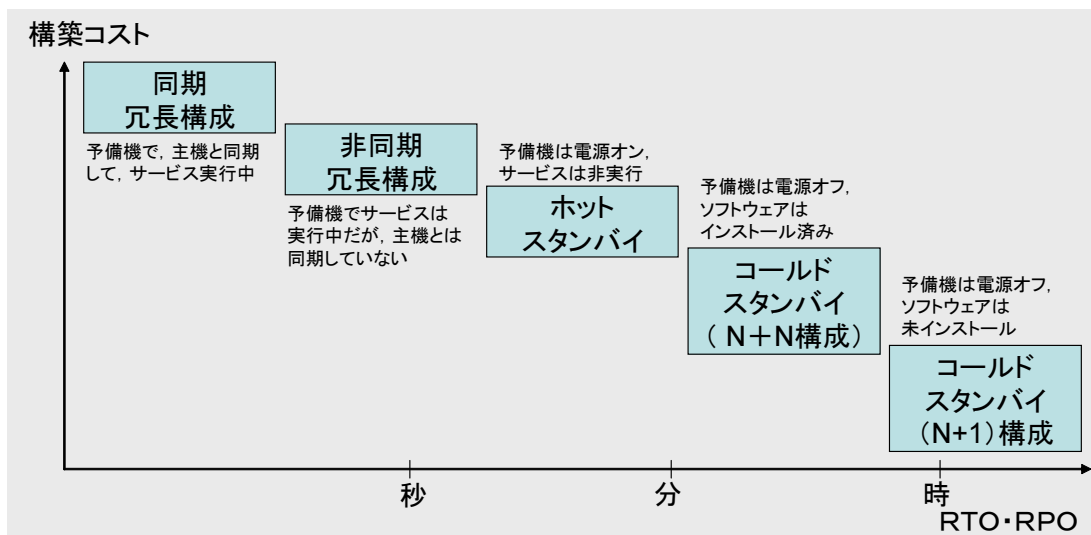 構築コスト
同期
冗長構成
予備機で，主機と同期
して，サービス実行中
非同期
冗長構成
予備機でサービスは
実行中だが，主機とは
同期していない
予備機は電源オン，
サービスは非実行
ホット
スタンバイ
予備機は電源オフ，
ソフトウェアは
インストール済み
コールド
スタンバイ
（ N＋N構成）
予備機は電源オフ，
ソフトウェアは
未インストール
コールド
スタンバイ
（N+1）構成
秒
分
時
RTO・RPO